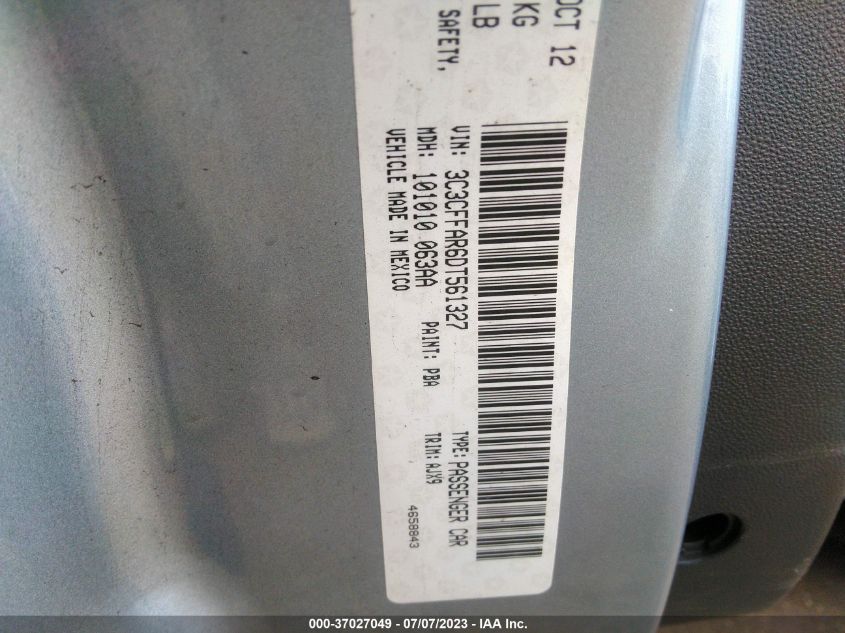 OCT 12
KG
LB
SAFETY,
VIN: 3C3CFFAR6DT561327 TYPE: PASSENGER CAR
MDH: 101010 063AA PAINT: PBA TRIM: AJX9
VEHICLE MADE IN MEXICO 4658843
000-37027049 // 07/07/2023 - IAA Inc.